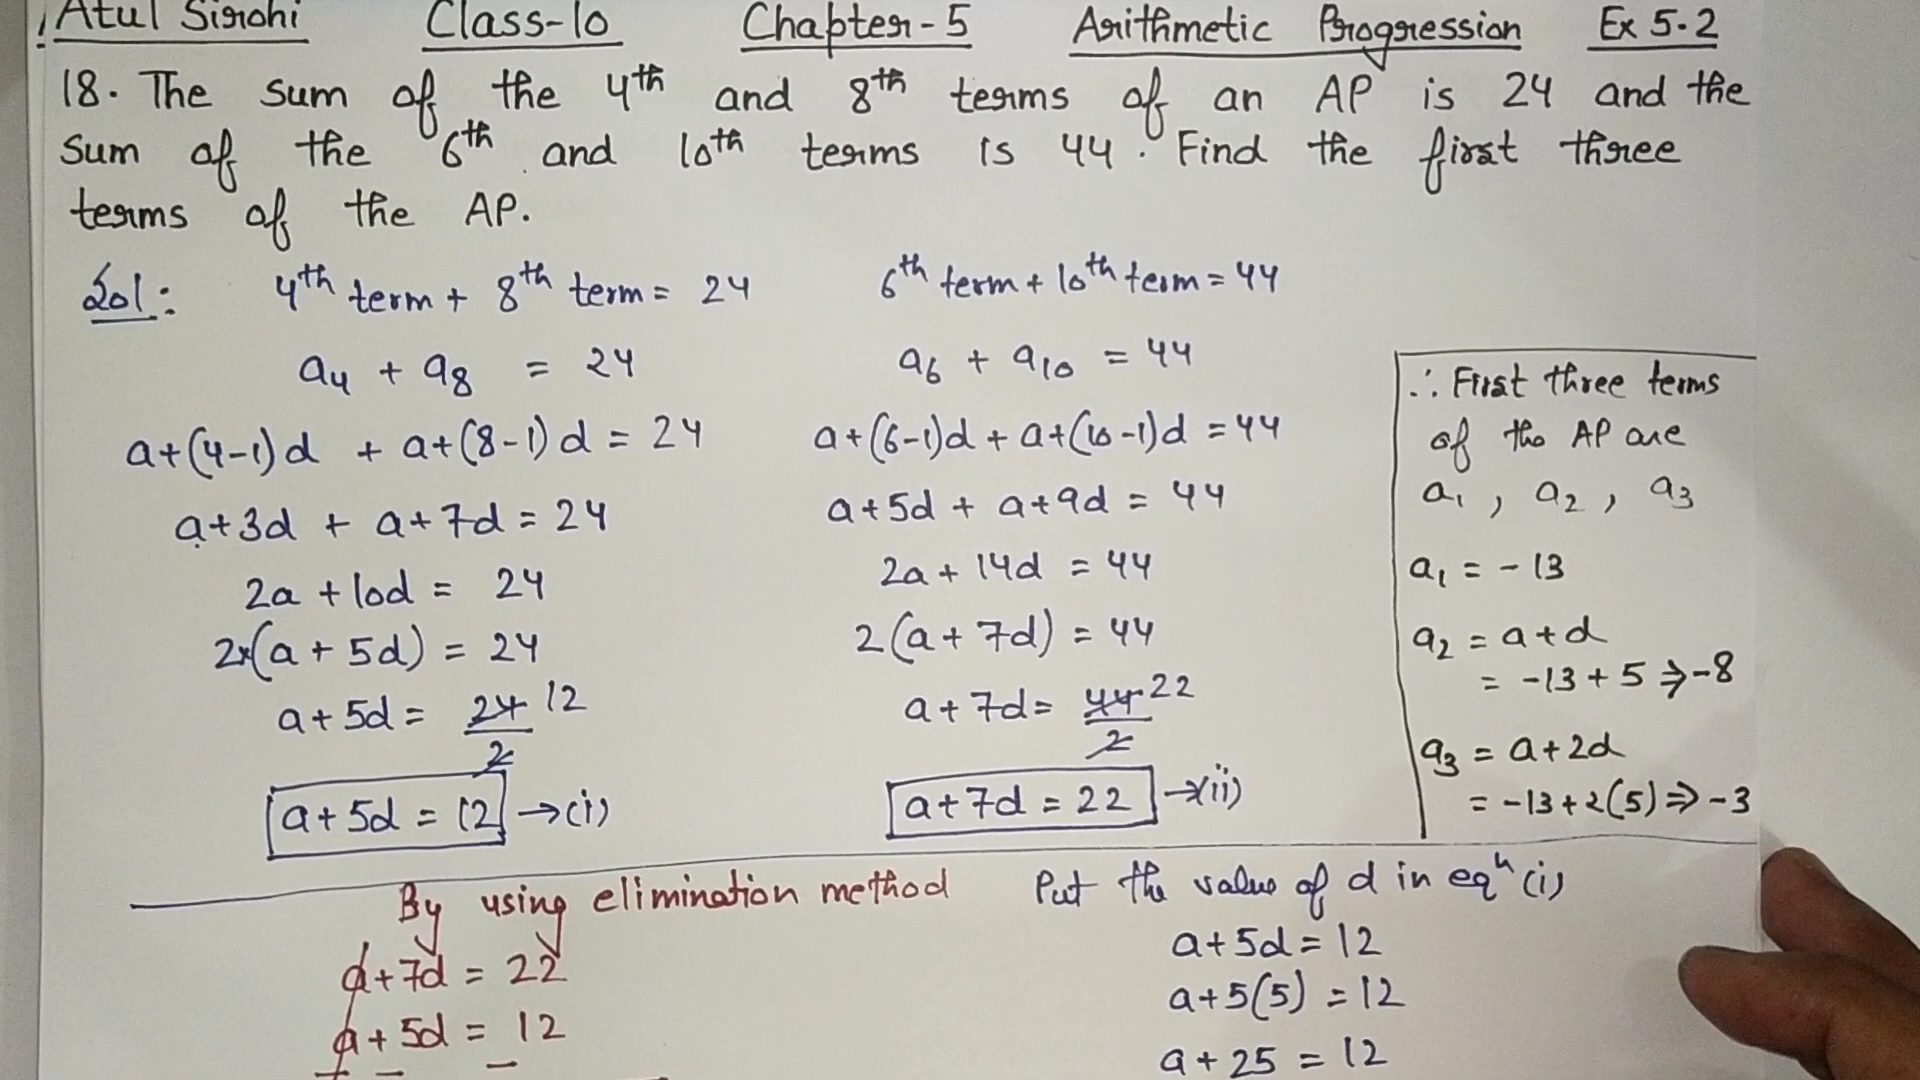 Atul Sirohi Class-10 Chapter-5 Arithmetic Progression Ex 5.2
18. The sum of the 4th and 8th terms of an AP is 24 and the
sum of the 6th and 10th terms is 44. Find the first three
terms of the AP.
Sol: 4th term + 8th term = 24
a4 + a8 = 24
a+(4-1)d + a+(8-1)d = 24
a+3d + a+7d = 24
2a + 10d = 24
2(a + 5d) = 24
a + 5d = 24/2 12
a + 5d = 12 → (i)
6th term + 10th term = 44
a6 + a10 = 44
a+(6-1)d + a+(10-1)d = 44
a+5d + a+9d = 44
2a + 14d = 44
2(a + 7d) = 44
a + 7d = 44/2 22
a + 7d = 22 → (ii)
∴ First three terms
of the AP are
a1, a2, a3
a1 = -13
a2 = a+d
= -13 + 5 ⇒ -8
a3 = a+2d
= -13+2(5) ⇒ -3
By using elimination method
a + 7d = 22
a + 5d = 12
- - -
Put the value of d in eqn (i)
a + 5d = 12
a + 5(5) = 12
a + 25 = 12